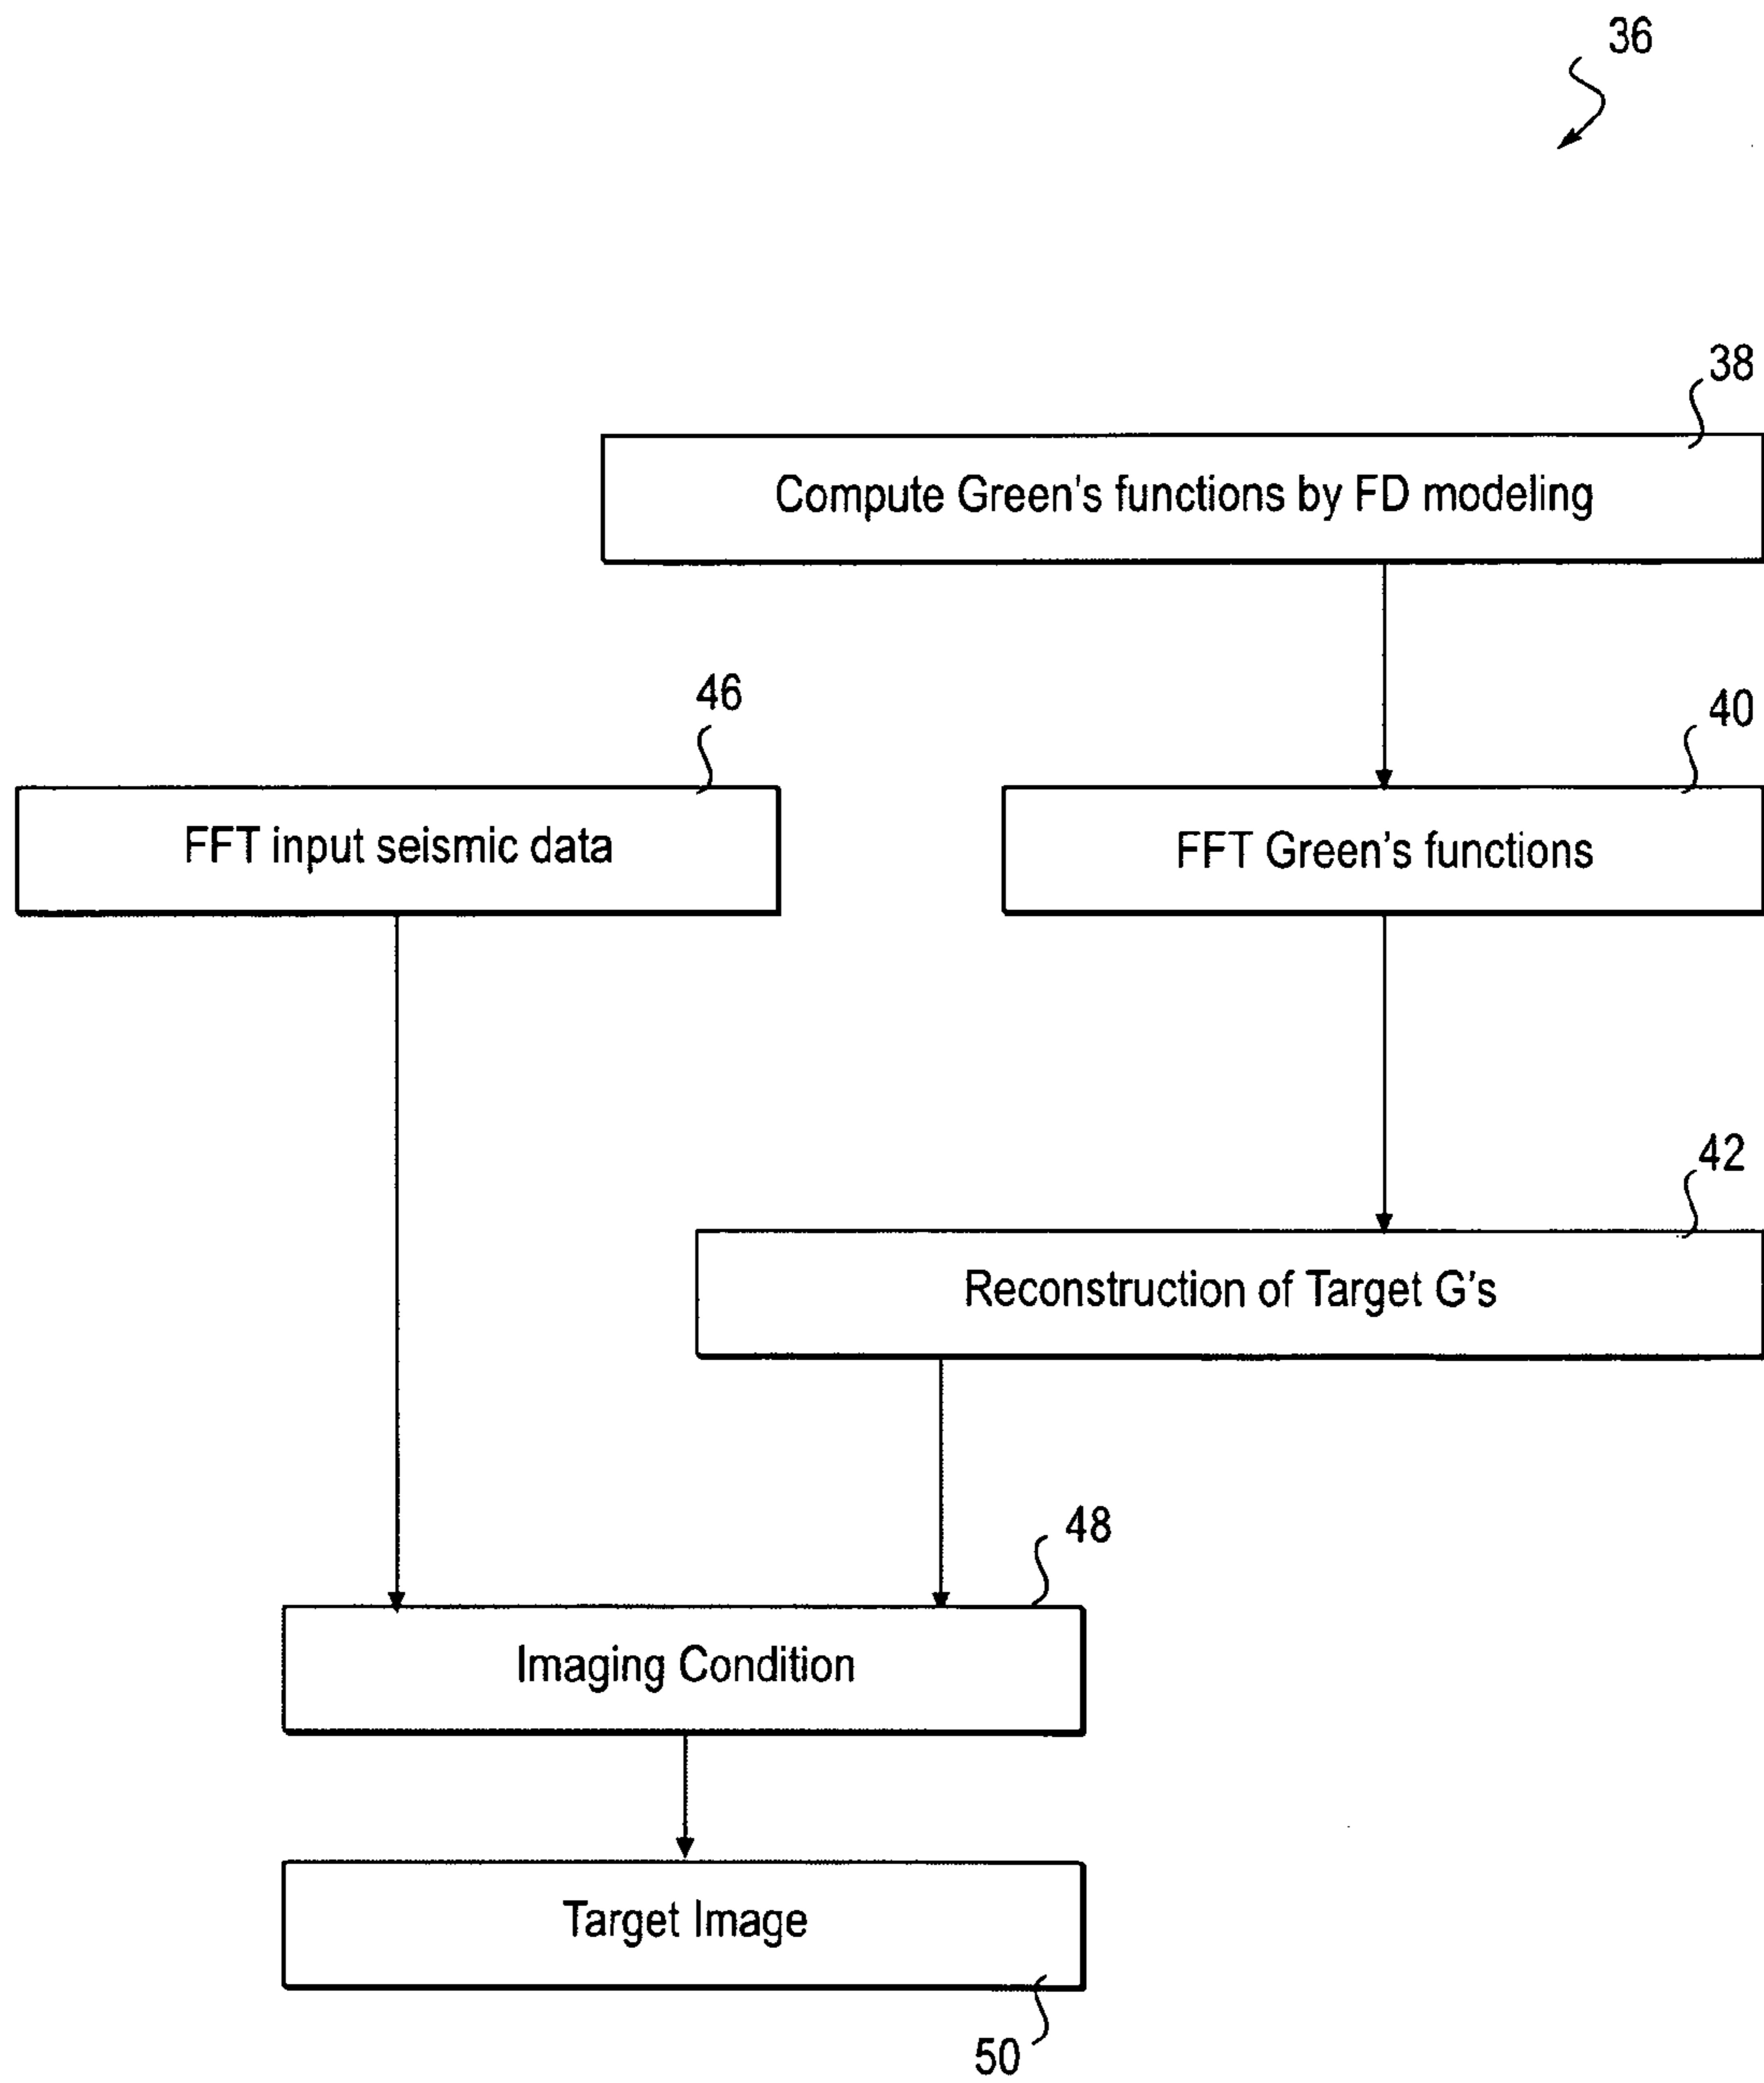 36
38
Compute Green's functions by FD modeling
46
40
FFT input seismic data
FFT Green's functions
42
Reconstruction of Target G's
48
Imaging Condition
Target Image
50